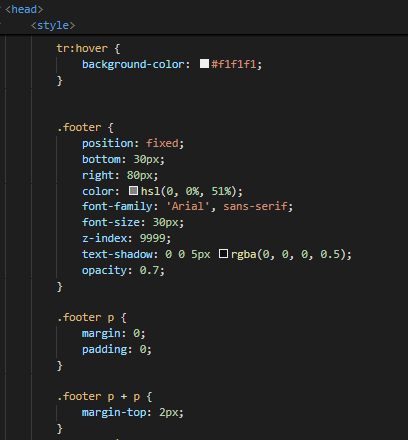 <head>
<style>
tr:hover {
background-color: #f1f1f1;
}
.footer {
position: fixed;
bottom: 30px;
right: 80px;
color: hsl(0, 0%, 51%);
font-family: 'Arial', sans-serif;
font-size: 30px;
z-index: 9999;
text-shadow: 0 0 5px rgba(0, 0, 0, 0.5);
opacity: 0.7;
}
.footer p {
margin: 0;
padding: 0;
}
.footer p + p {
margin-top: 2px;
}